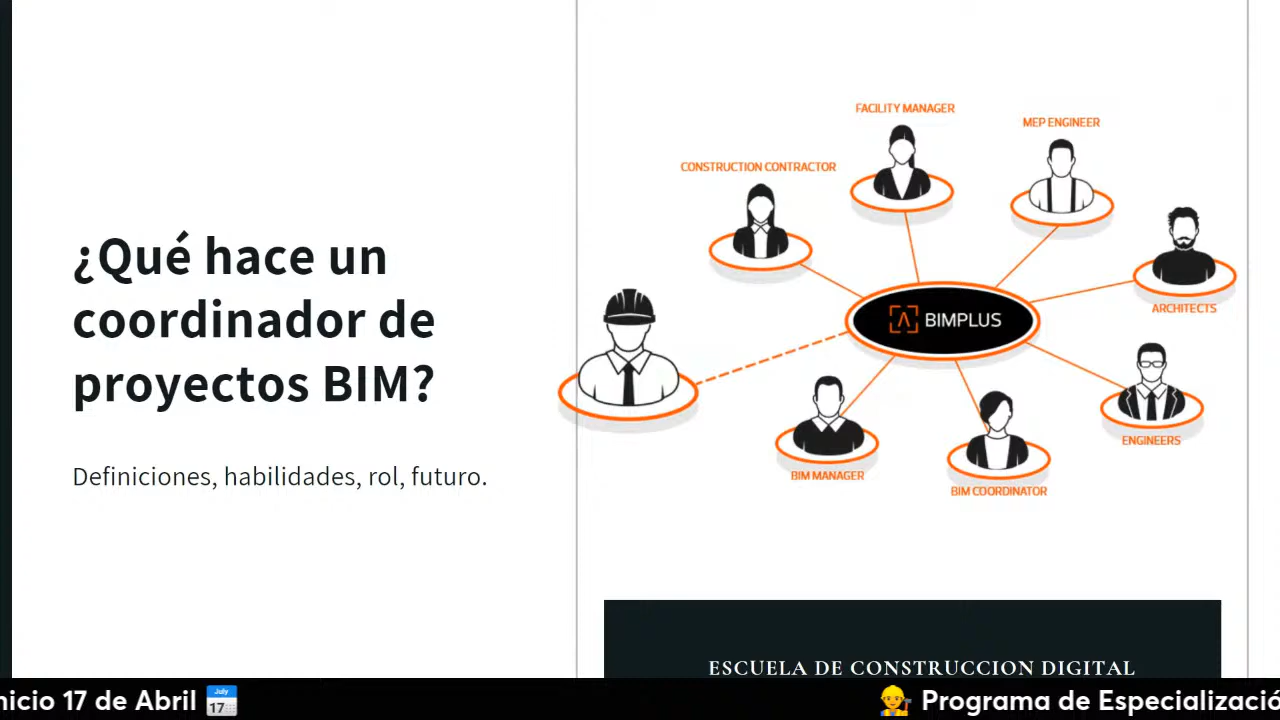 ¿Qué hace un
coordinador de
proyectos BIM?
Definiciones, habilidades, rol, futuro.
FACILITY MANAGER
MEP ENGINEER
CONSTRUCTION CONTRACTOR
ARCHITECTS
BIMPLUS
ENGINEERS
BIM MANAGER
BIM COORDINATOR
ESCUELA DE CONSTRUCCION DIGITAL
nicio 17 de Abril
July
17
Programa de Especializació